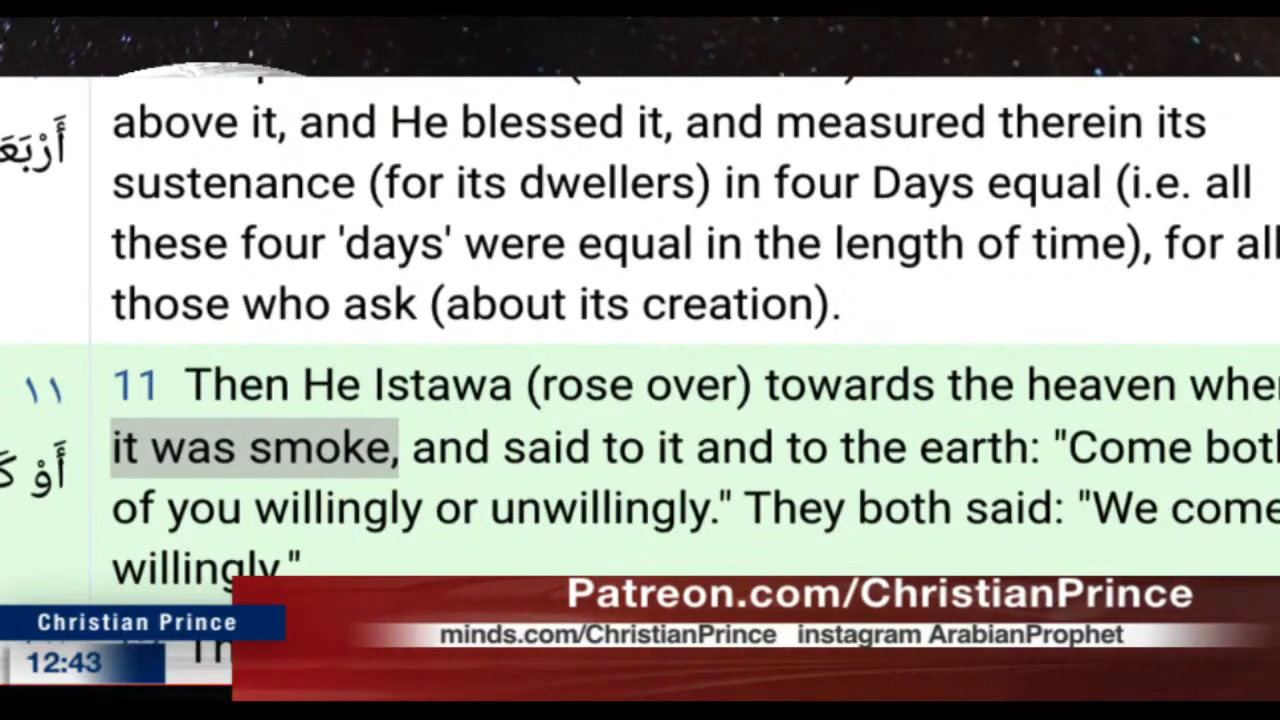 above it, and He blessed it, and measured therein its
أَرْبَعَ
sustenance (for its dwellers) in four Days equal (i.e. all
these four 'days' were equal in the length of time), for all
those who ask (about its creation).
١١
11 Then He Istawa (rose over) towards the heaven when
it was smoke, and said to it and to the earth: "Come both
أَوْ كَ
of you willingly or unwillingly." They both said: "We come
willingly."
Patreon.com/ChristianPrince
Christian Prince
minds.com/ChristianPrince instagram ArabianProphet
12:43